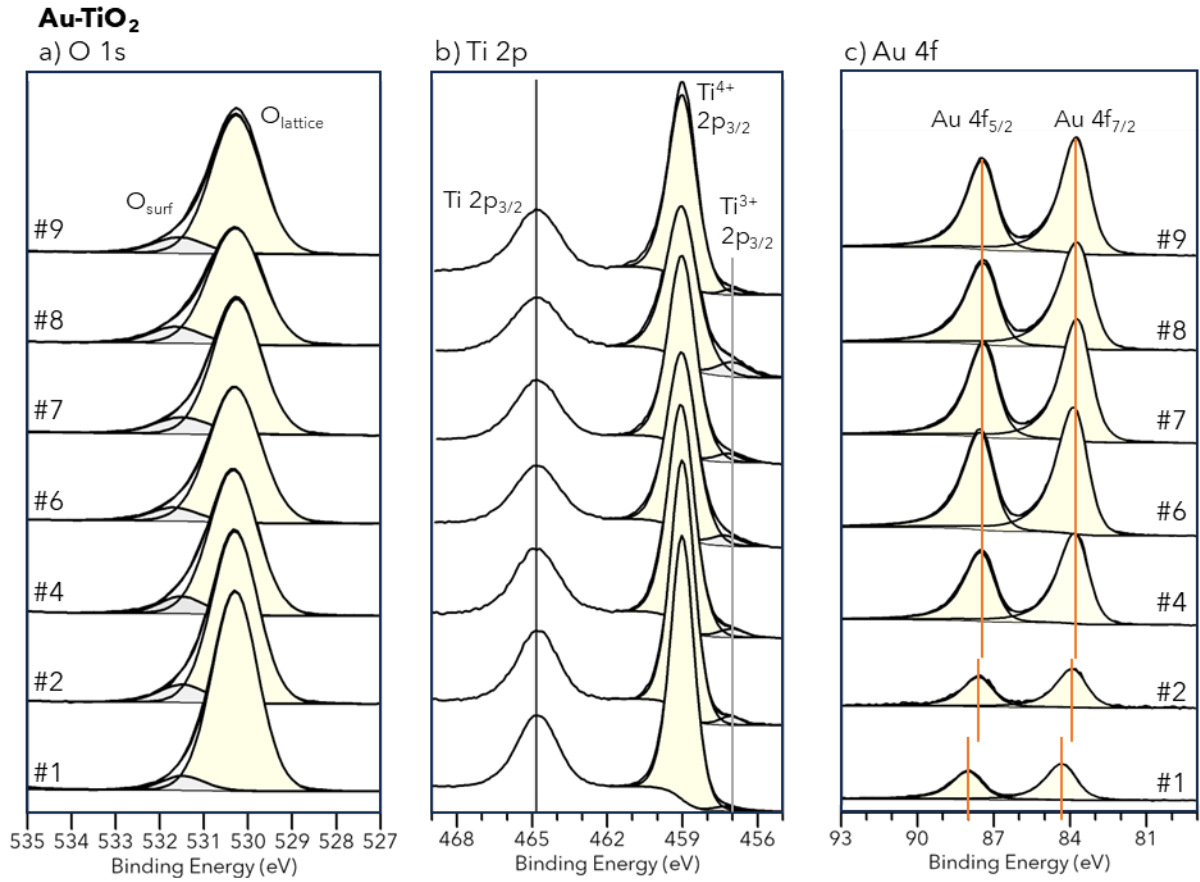 Au-TiO₂
a) O 1s
b) Ti 2p
c) Au 4f
O_lattice
O_surf
#9
#8
#7
#6
#4
#2
#1
535 534 533 532 531 530 529 528 527
Binding Energy (eV)
Ti⁴⁺
2p₃/₂
Ti 2p₃/₂
Ti³⁺
2p₃/₂
468 465 462 459 456
Binding Energy (eV)
Au 4f₅/₂
Au 4f₇/₂
#9
#8
#7
#6
#4
#2
#1
93 90 87 84 81
Binding Energy (eV)